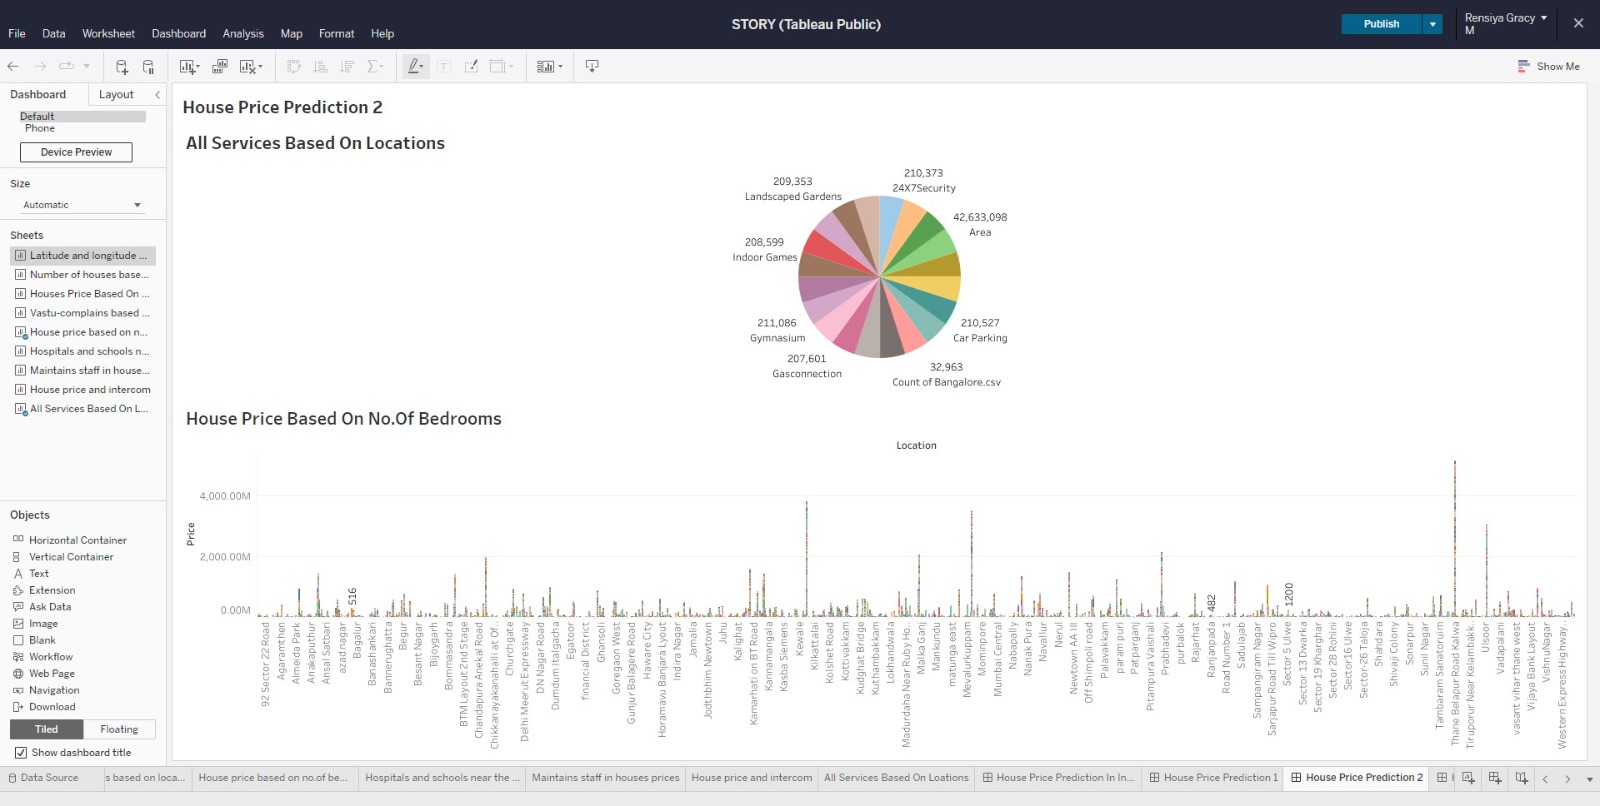 STORY (Tableau Public)
Publish
Rensiya Gracy M
File Data Worksheet Dashboard Analysis Map Format Help
Show Me
Dashboard Layout
Default
Phone
Device Preview
Size
Automatic
Sheets
Latitude and longitude ...
Number of houses base...
Houses Price Based On ...
Vastu-complains based ...
House price based on n...
Hospitals and schools n...
Maintains staff in house...
House price and intercom
All Services Based On L...
Objects
Horizontal Container
Vertical Container
Text
Extension
Ask Data
Image
Blank
Workflow
Web Page
Navigation
Download
Tiled Floating
Show dashboard title
House Price Prediction 2
All Services Based On Locations
210,373
24X7Security
209,353
Landscaped Gardens
42,633,098
Area
208,599
Indoor Games
211,086
Gymnasium
210,527
Car Parking
207,601
Gasconnection
32,963
Count of Bangalore.csv
House Price Based On No.Of Bedrooms
Location
Price
4,000.00M
2,000.00M
0.00M
516
482
1200
92 Sector 22 Road
Agaramthen
Almeida Park
Anakaputhur
Ansal Satbari
azad nagar
Bagalur
Banashankari
Bannerughatta
Begur
Besant Nagar
Bijoygarh
Bommasandra
BTM Layout 2nd Stage
Chandapura Anekal Road
Chikkanayakanahalli at Of...
Churchgate
Delhi Meerut Expressway
DN Nagar Road
Dumdum Italgacha
Egatoor
financial District
Ghansoli
Goregaon West
Gunjur Balagere Road
Haware City
Horamavu Banjara Lyout
Indira Nagar
Jamalia
Jodthbhim Newtown
Juhu
Kalighat
Kamarhati on BT Road
Kannamangala
Kasba Siemens
Kewale
Kilkattalai
Kolshet Road
Kottivakkam
Kudghat Bridge
Kuthambakkam
Lokhandwala
Madurdaha Near Ruby Ho...
Malka Ganj
Mankundu
matunga east
Mevalurkuppam
Mominpore
Mumbai Central
Nabapally
Nanak Pura
Navallur
Nerul
Newtown AA III
Off Shimpoli road
Palavakkam
param puri
Patparganj
Pitampura Vaishali
Prabhadevi
purbalok
Rajarhat
Ranjanpada
Road Number 1
Sadulajab
Sampangiram Nagar
Sarjapur Road Till Wipro
Sector 5 Ulwe
Sector 13 Dwarka
Sector 19 Kharghar
Sector 28 Rohini
Sector16 Ulwe
Sector-26 Taloja
Shahdara
Shivaji Colony
Sonarpur
Sunil Nagar
Tambaram Sanatoruim
Thane Belapur Road Kalwa
Tiruporur Near Kelambakk..
Ulsoor
Vadapalani
vasant vihar thane west
Vijaya Bank Layout
VishnuNagar
Western Express Highway ...
Data Source
s based on loca...
House price based on no.of be...
Hospitals and schools near the ...
Maintains staff in houses prices
House price and intercom
All Services Based On Loations
House Price Prediction In In...
House Price Prediction 1
House Price Prediction 2